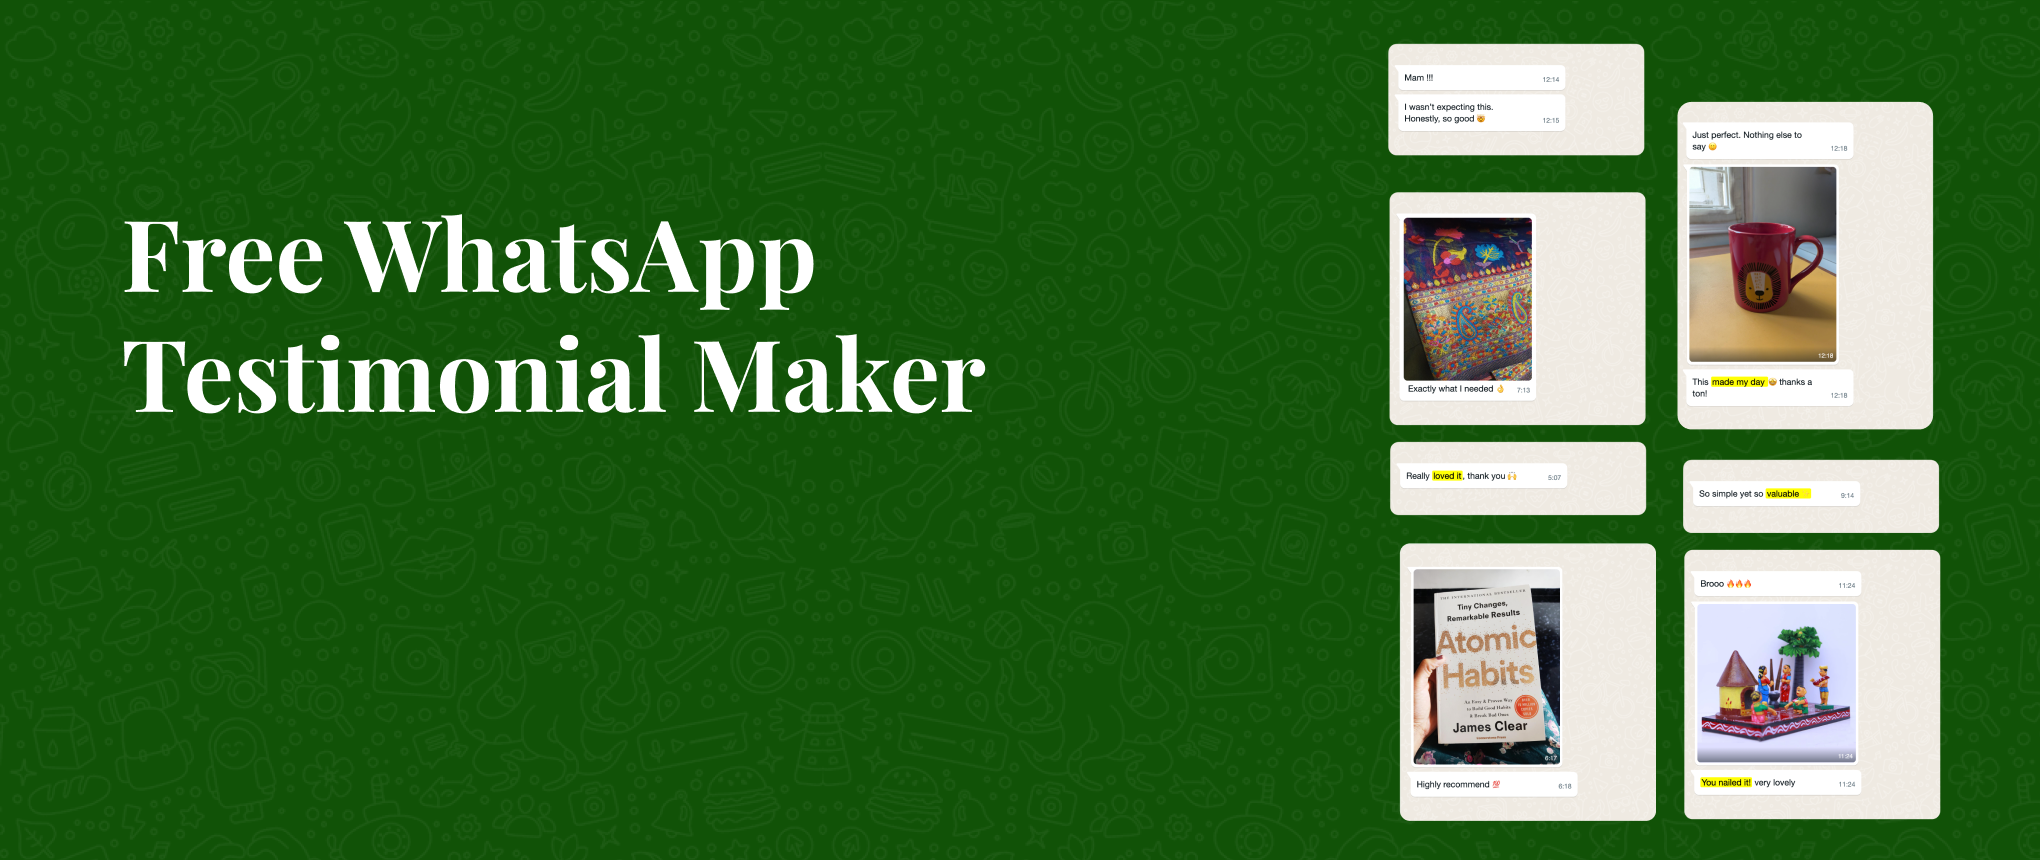 Free WhatsApp
Testimonial Maker
Mam !!!
12:14
I wasn't expecting this.
Honestly, so good 🤯
12:15
Exactly what I needed 👌
7:13
Really loved it, thank you 🙌
5:07
THE INTERNATIONAL BESTSELLER
Tiny Changes,
Remarkable Results
Atomic
Habits
An Easy & Proven Way
to Build Good Habits
& Break Bad Ones
James Clear
6:17
Highly recommend 💯
6:18
Just perfect. Nothing else to
say 😄
12:18
12:18
This made my day 🤩 thanks a
ton!
12:18
So simple yet so valuable
9:14
Brooo 🔥🔥🔥
11:24
11:24
You nailed it! very lovely
11:24
24
42
42